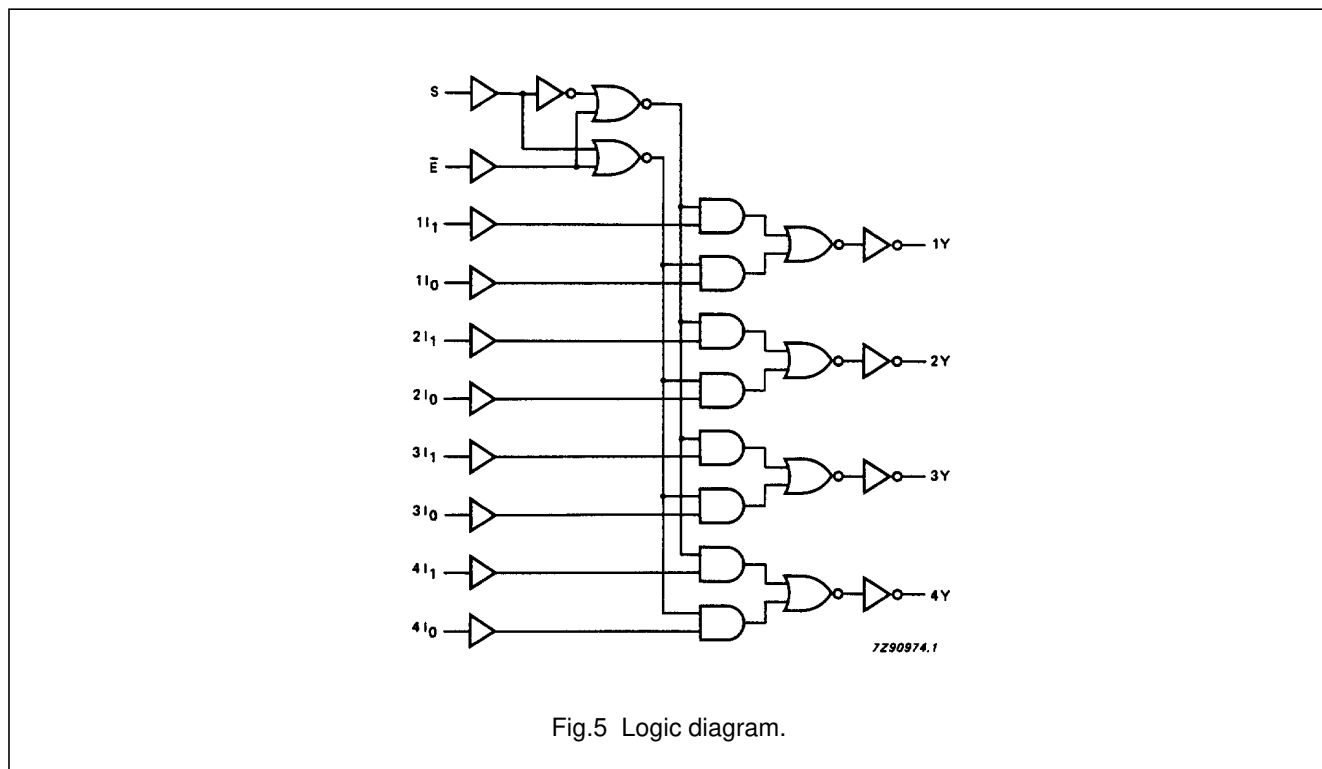 S
Ē
1I₁
1I₀
1Y
2I₁
2I₀
2Y
3I₁
3I₀
3Y
4I₁
4I₀
4Y
7Z90974.1
Fig.5 Logic diagram.